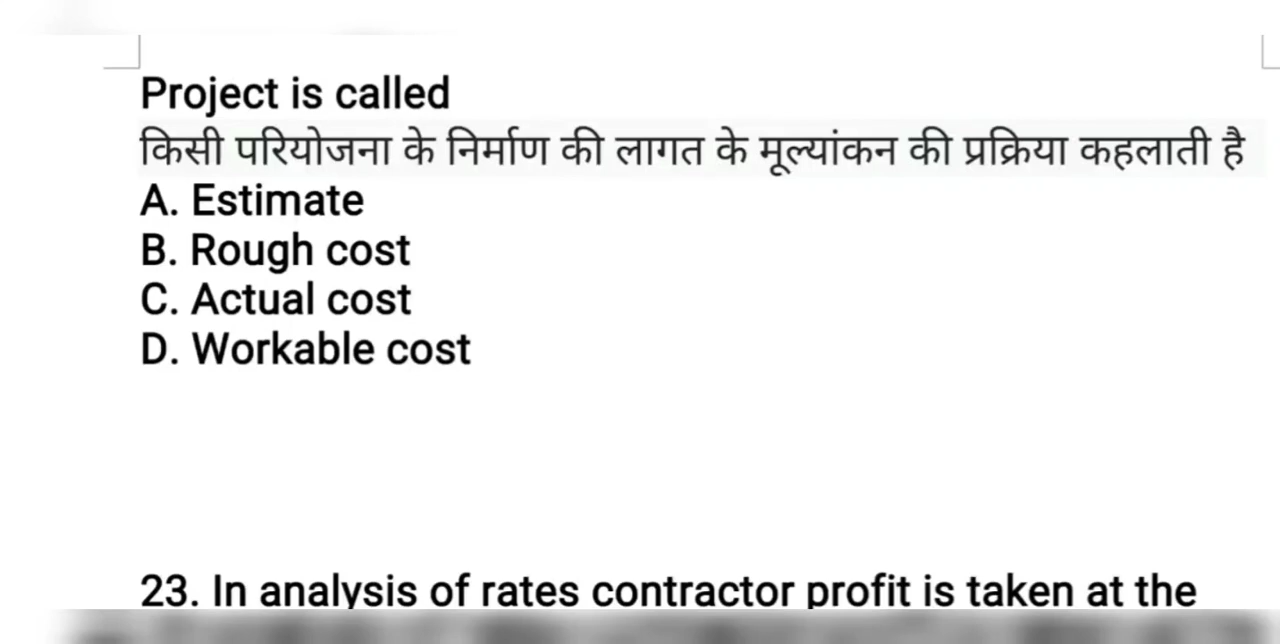 Project is called
किसी परियोजना के निर्माण की लागत के मूल्यांकन की प्रक्रिया कहलाती है
A. Estimate
B. Rough cost
C. Actual cost
D. Workable cost
23. In analysis of rates contractor profit is taken at the